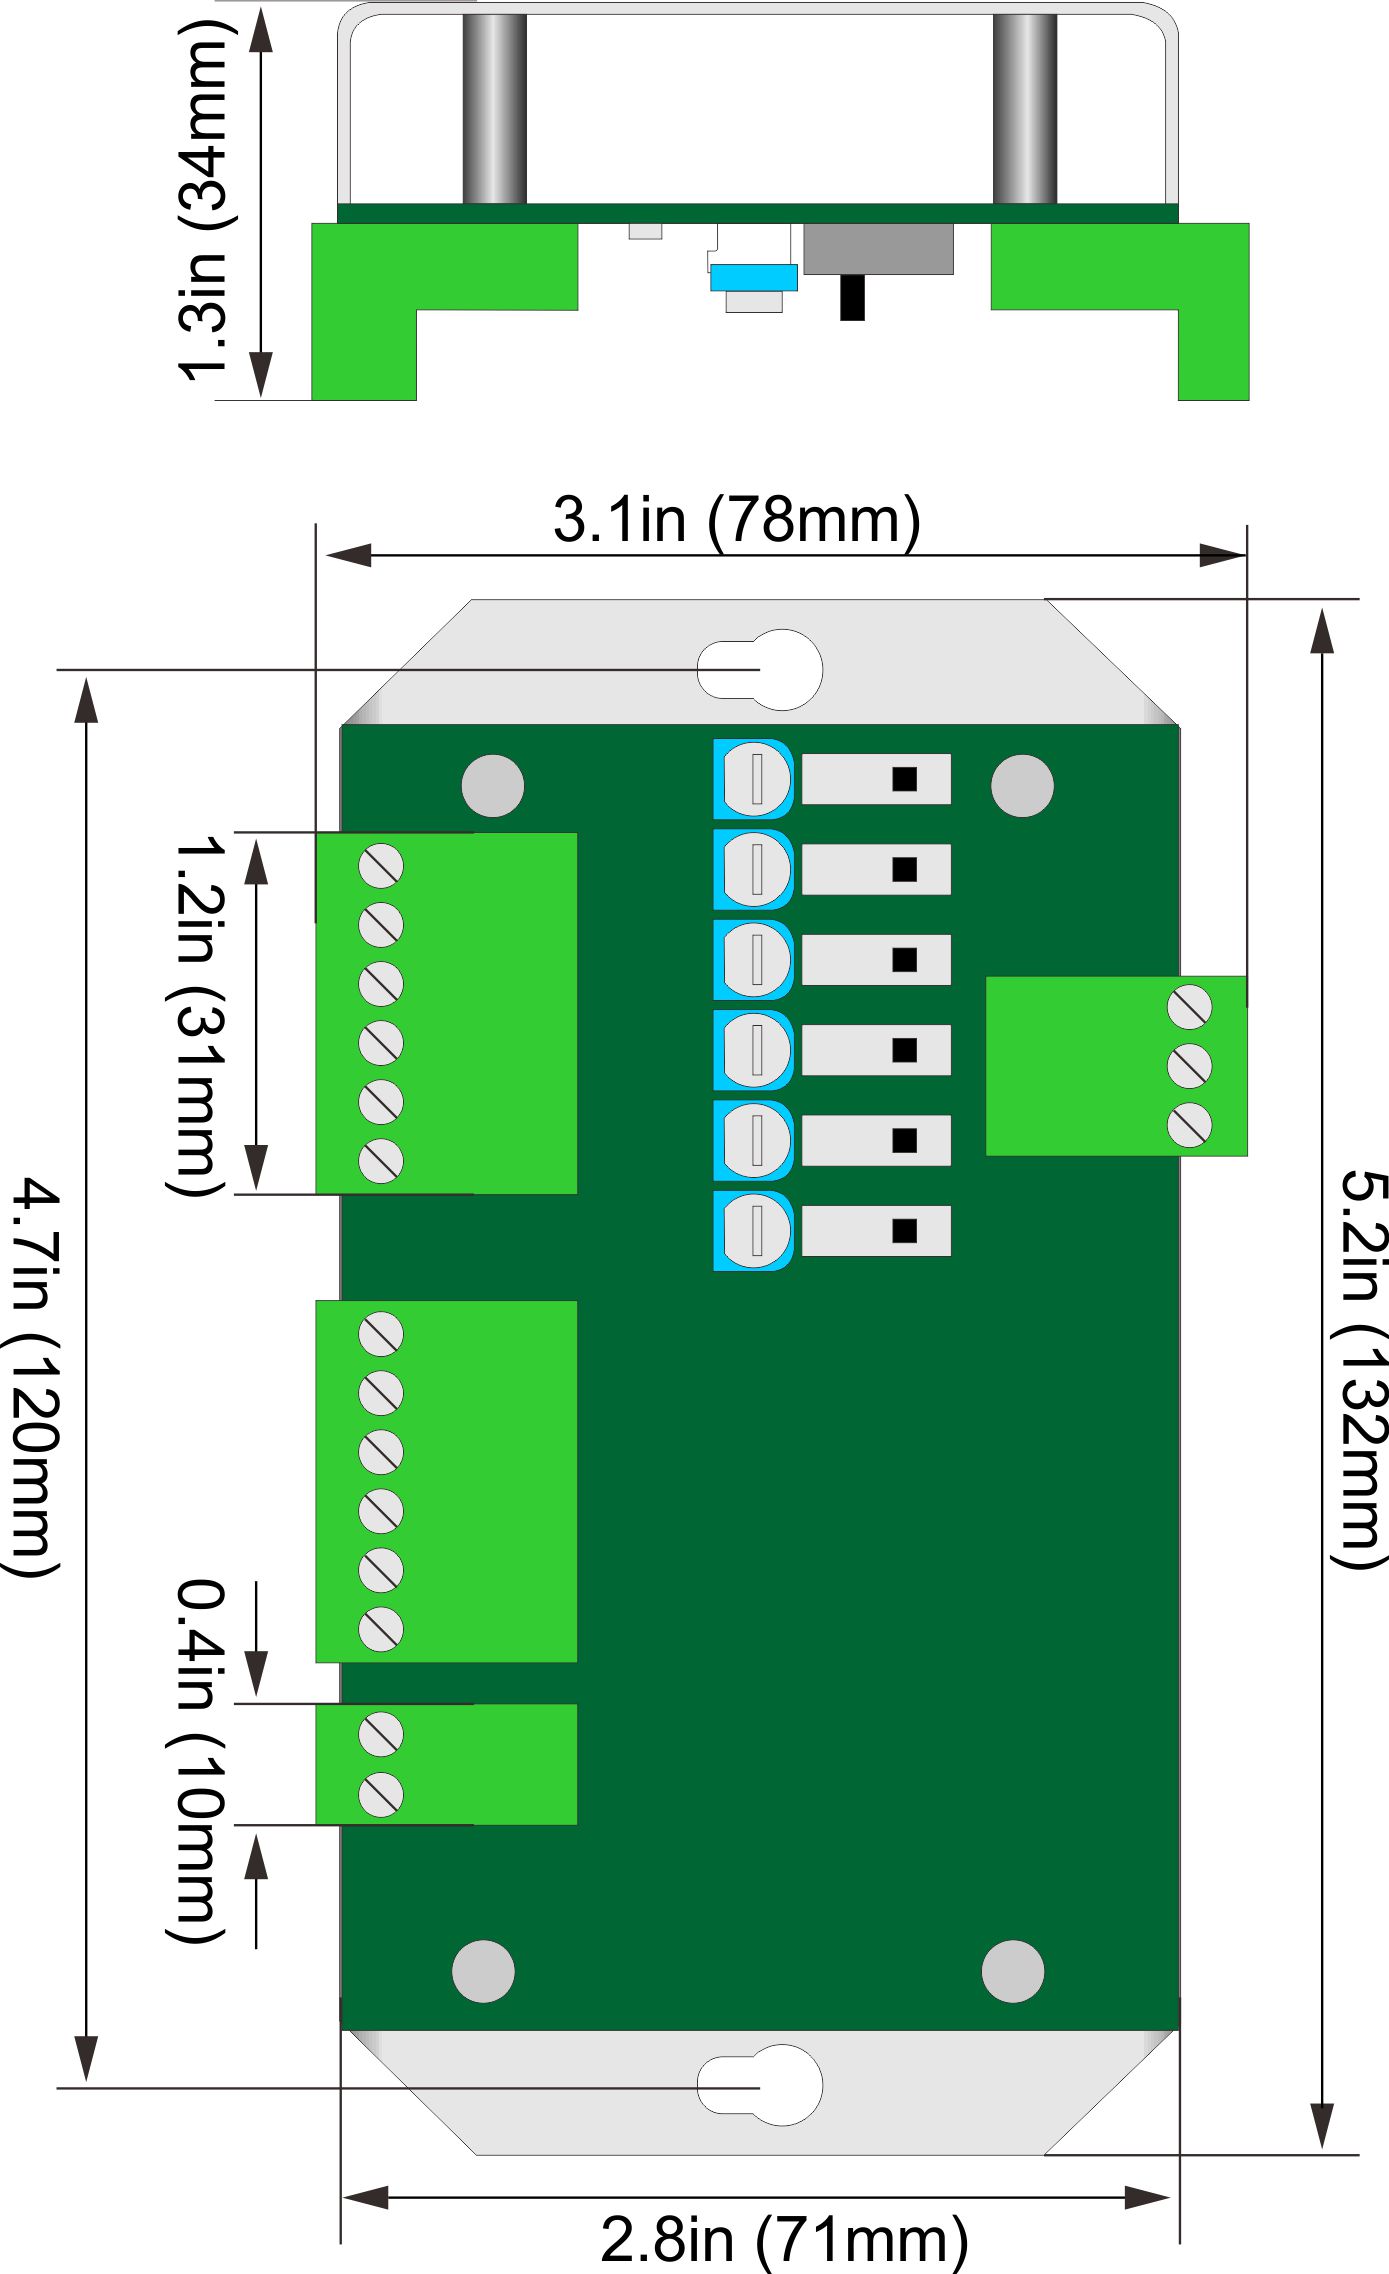 1.3in (34mm)
3.1in (78mm)
1.2in (31mm)
4.7in (120mm)
5.2in (132mm)
0.4in (10mm)
2.8in (71mm)